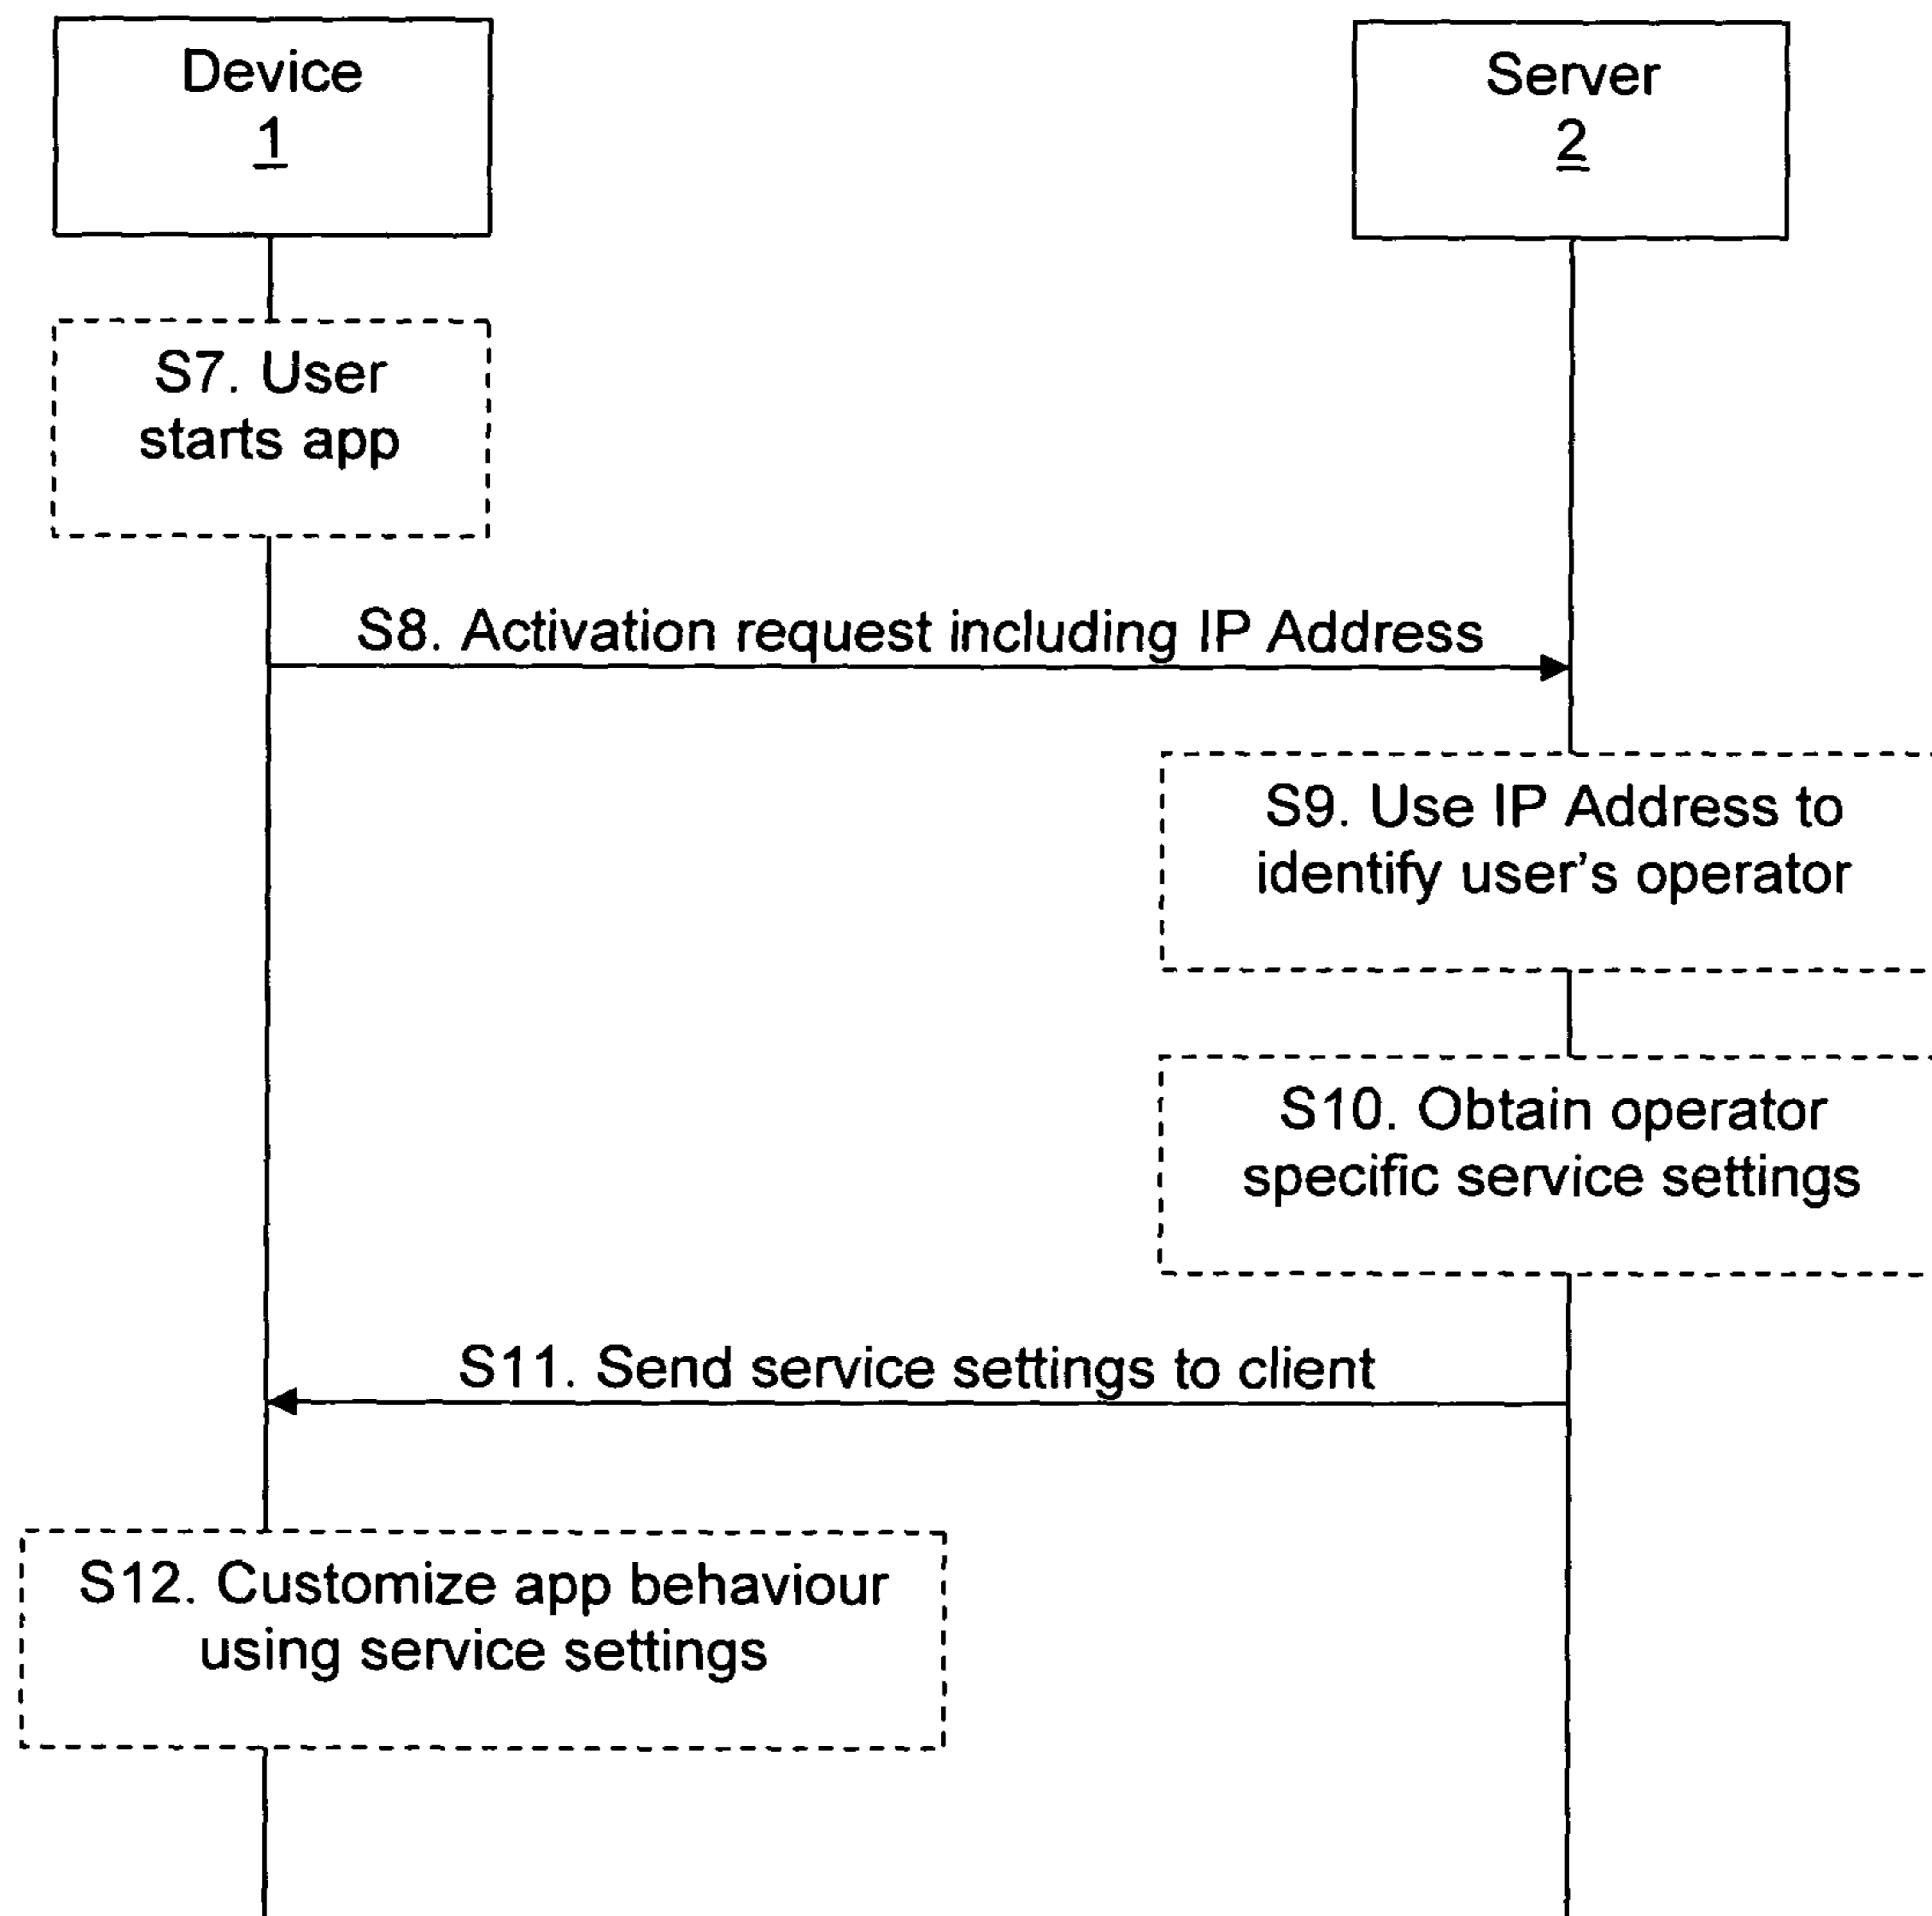 Device
1
Server
2
S7. User
starts app
S8. Activation request including IP Address
S9. Use IP Address to
identify user's operator
S10. Obtain operator
specific service settings
S11. Send service settings to client
S12. Customize app behaviour
using service settings